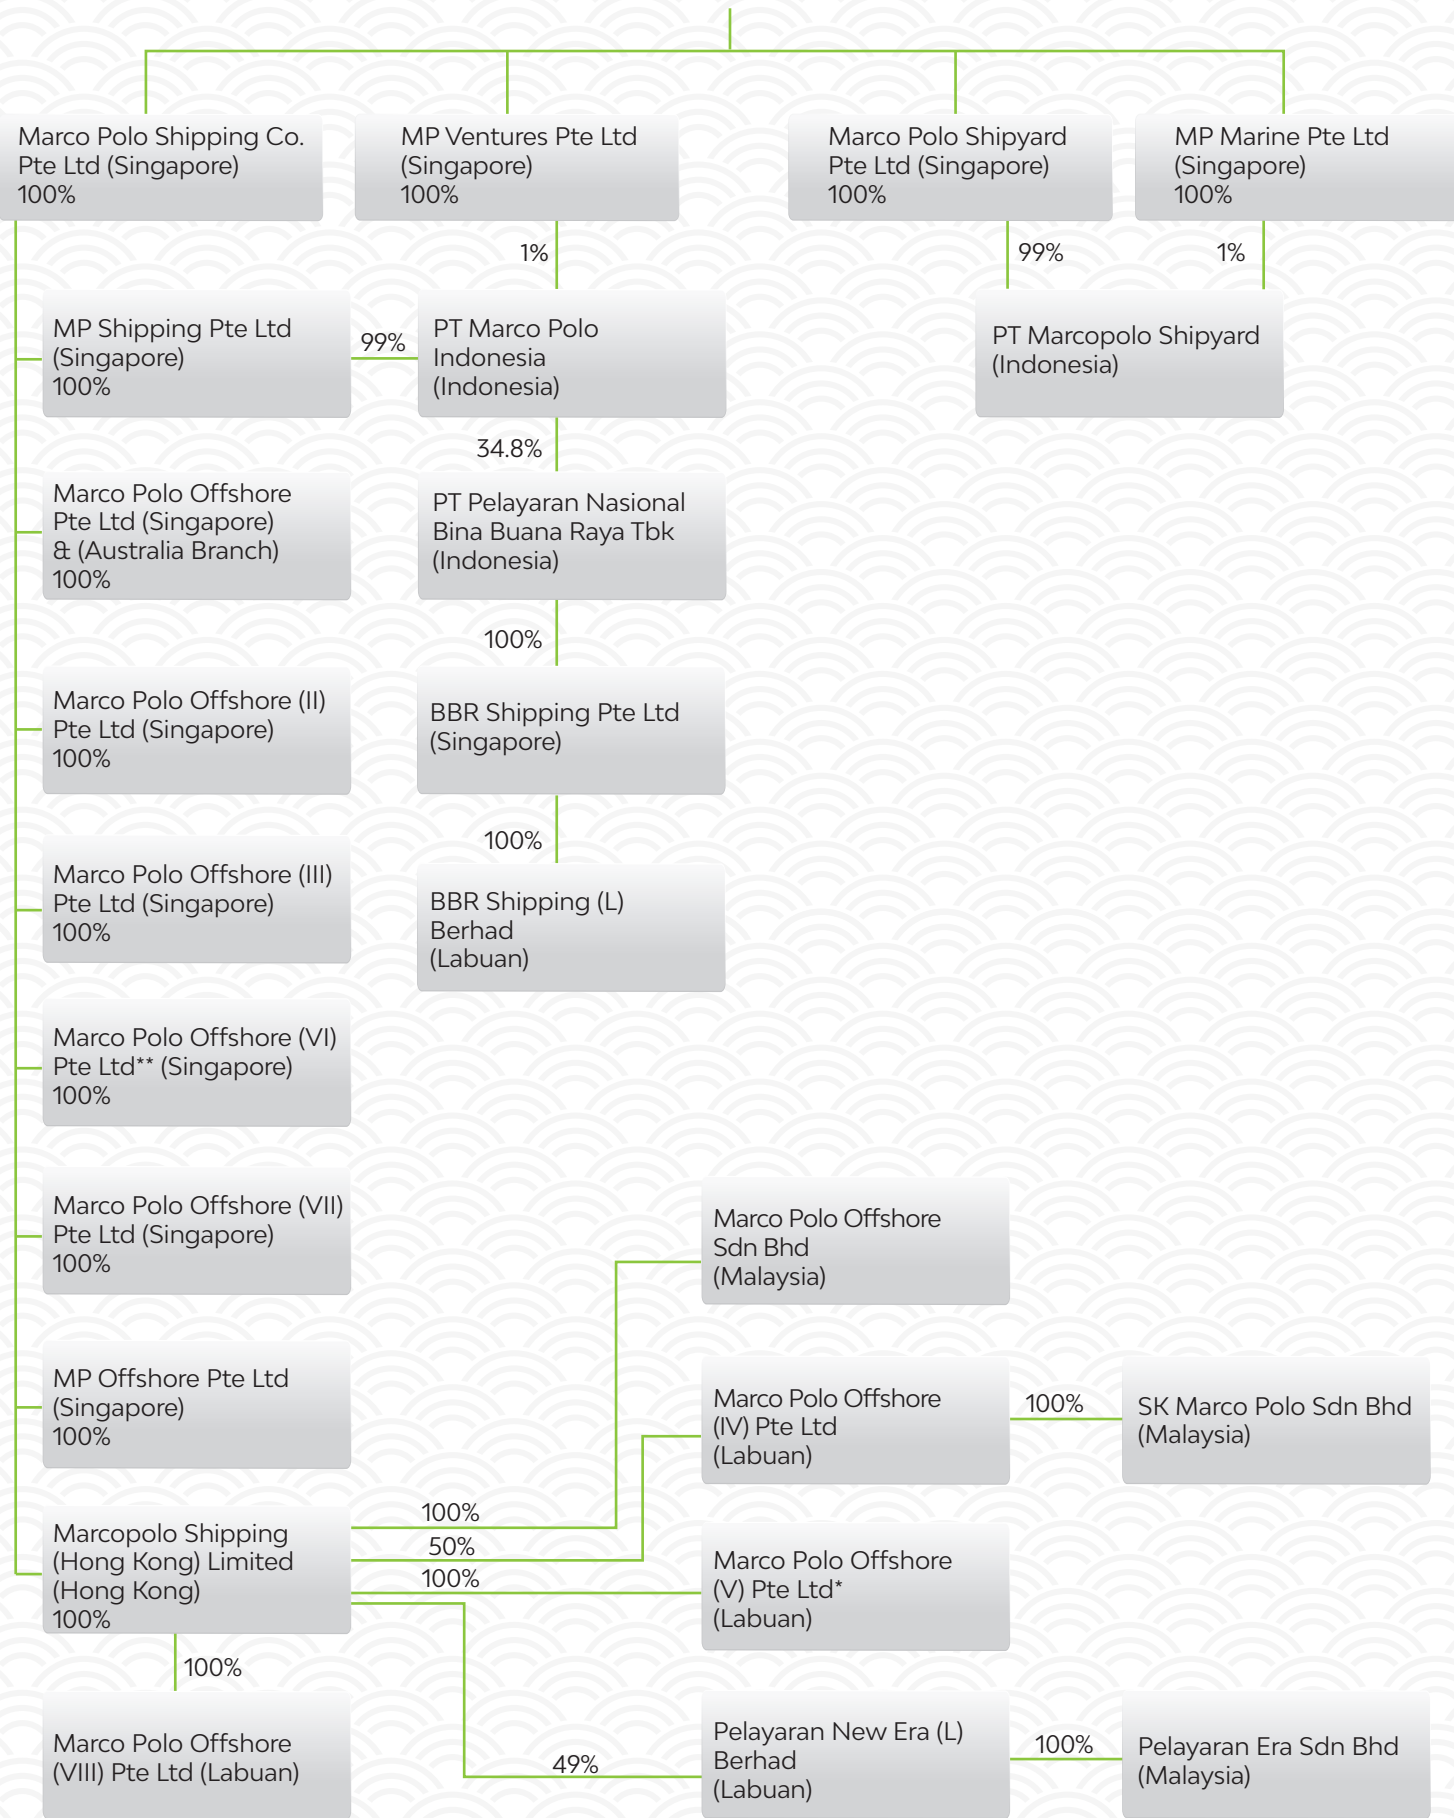 Marco Polo Shipping Co.
Pte Ltd (Singapore)
100%
MP Ventures Pte Ltd
(Singapore)
100%
Marco Polo Shipyard
Pte Ltd (Singapore)
100%
MP Marine Pte Ltd
(Singapore)
100%
1%
99%
1%
MP Shipping Pte Ltd
(Singapore)
100%
99%
PT Marco Polo
Indonesia
(Indonesia)
PT Marcopolo Shipyard
(Indonesia)
34.8%
Marco Polo Offshore
Pte Ltd (Singapore)
& (Australia Branch)
100%
PT Pelayaran Nasional
Bina Buana Raya Tbk
(Indonesia)
100%
Marco Polo Offshore (II)
Pte Ltd (Singapore)
100%
BBR Shipping Pte Ltd
(Singapore)
100%
Marco Polo Offshore (III)
Pte Ltd (Singapore)
100%
BBR Shipping (L)
Berhad
(Labuan)
Marco Polo Offshore (VI)
Pte Ltd** (Singapore)
100%
Marco Polo Offshore (VII)
Pte Ltd (Singapore)
100%
Marco Polo Offshore
Sdn Bhd
(Malaysia)
MP Offshore Pte Ltd
(Singapore)
100%
Marco Polo Offshore
(IV) Pte Ltd
(Labuan)
100%
SK Marco Polo Sdn Bhd
(Malaysia)
Marcopolo Shipping
(Hong Kong) Limited
(Hong Kong)
100%
100%
50%
100%
Marco Polo Offshore
(V) Pte Ltd*
(Labuan)
100%
Marco Polo Offshore
(VIII) Pte Ltd (Labuan)
49%
Pelayaran New Era (L)
Berhad
(Labuan)
100%
Pelayaran Era Sdn Bhd
(Malaysia)